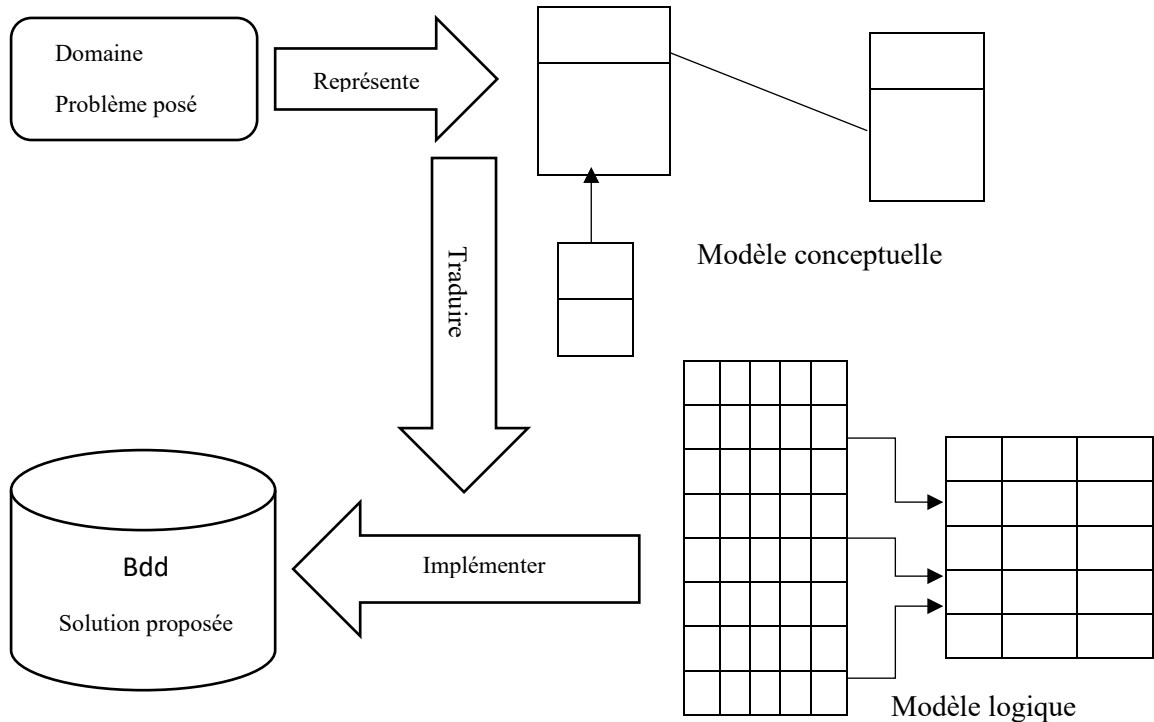 Domaine
Problème posé
Représente
Modèle conceptuelle
Traduire
Bdd
Solution proposée
Implémenter
Modèle logique